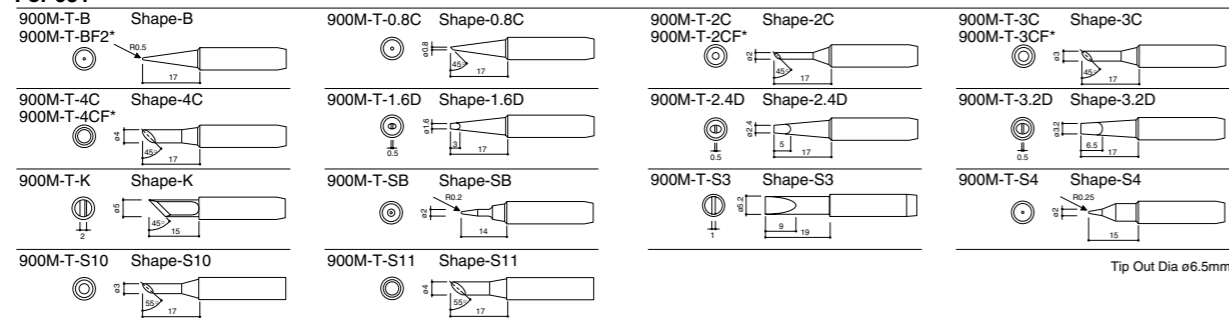 900M-T-B Shape-B
900M-T-BF2*
R0.5
17
900M-T-0.8C Shape-0.8C
ø0.8
45°
17
900M-T-2C Shape-2C
900M-T-2CF*
ø2
45°
17
900M-T-3C Shape-3C
900M-T-3CF*
ø3
45°
17
900M-T-4C Shape-4C
900M-T-4CF*
ø4
45°
17
900M-T-1.6D Shape-1.6D
ø1.6
0.5
3
17
900M-T-2.4D Shape-2.4D
ø2.4
0.5
5
17
900M-T-3.2D Shape-3.2D
ø3.2
0.5
6.5
17
900M-T-K Shape-K
ø5
45°
2
15
900M-T-SB Shape-SB
R0.2
ø2
14
900M-T-S3 Shape-S3
ø5.2
1
9
19
900M-T-S4 Shape-S4
R0.25
ø2
15
900M-T-S10 Shape-S10
ø3
55°
17
900M-T-S11 Shape-S11
ø4
55°
17
Tip Out Dia ø6.5mm